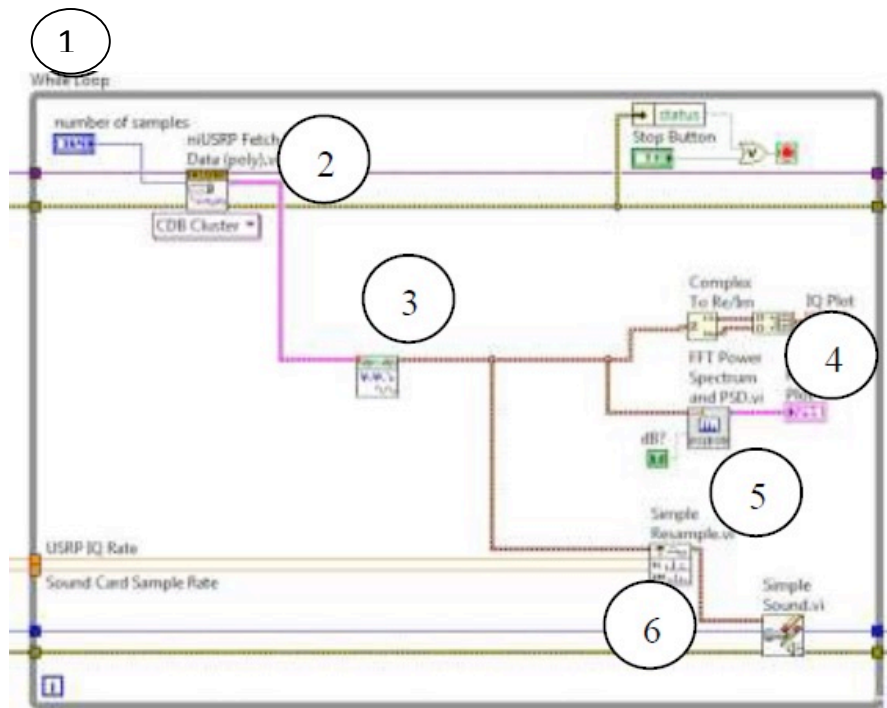 1
While Loop
number of samples
niUSRP Fetch
Data (poly).vi
2
status
Stop Button
CDB Cluster
3
Complex
To Re/Im
IQ Plot
4
FFT Power
Spectrum
and PSD.vi
dB?
5
Simple
Resample.vi
USRP IQ Rate
Sound Card Sample Rate
6
Simple
Sound.vi
i